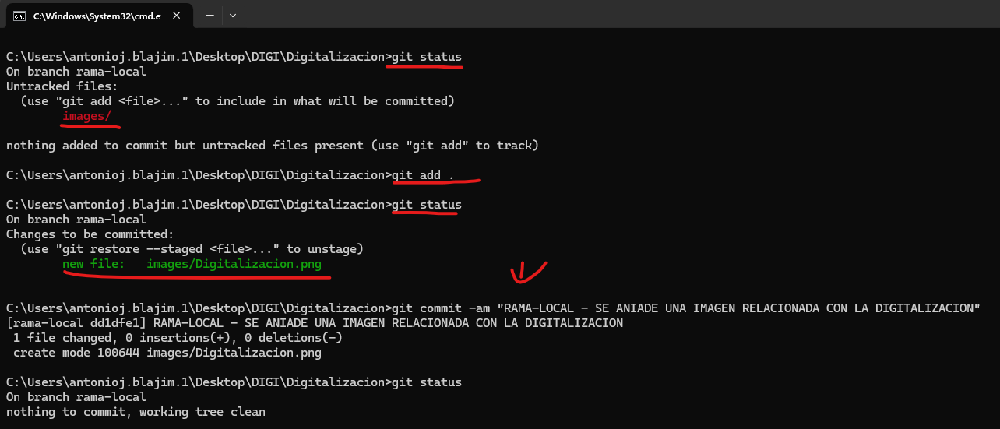 C:\Windows\System32\cmd.e
C:\Users\antonioj.blajim.1\Desktop\DIGI\Digitalizacion>git status
On branch rama-local
Untracked files:
  (use "git add <file>..." to include in what will be committed)
        images/
nothing added to commit but untracked files present (use "git add" to track)
C:\Users\antonioj.blajim.1\Desktop\DIGI\Digitalizacion>git add .
C:\Users\antonioj.blajim.1\Desktop\DIGI\Digitalizacion>git status
On branch rama-local
Changes to be committed:
  (use "git restore --staged <file>..." to unstage)
        new file:   images/Digitalizacion.png
C:\Users\antonioj.blajim.1\Desktop\DIGI\Digitalizacion>git commit -am "RAMA-LOCAL - SE ANIADE UNA IMAGEN RELACIONADA CON LA DIGITALIZACION"
[rama-local dd1dfe1] RAMA-LOCAL - SE ANIADE UNA IMAGEN RELACIONADA CON LA DIGITALIZACION
 1 file changed, 0 insertions(+), 0 deletions(-)
 create mode 100644 images/Digitalizacion.png
C:\Users\antonioj.blajim.1\Desktop\DIGI\Digitalizacion>git status
On branch rama-local
nothing to commit, working tree clean